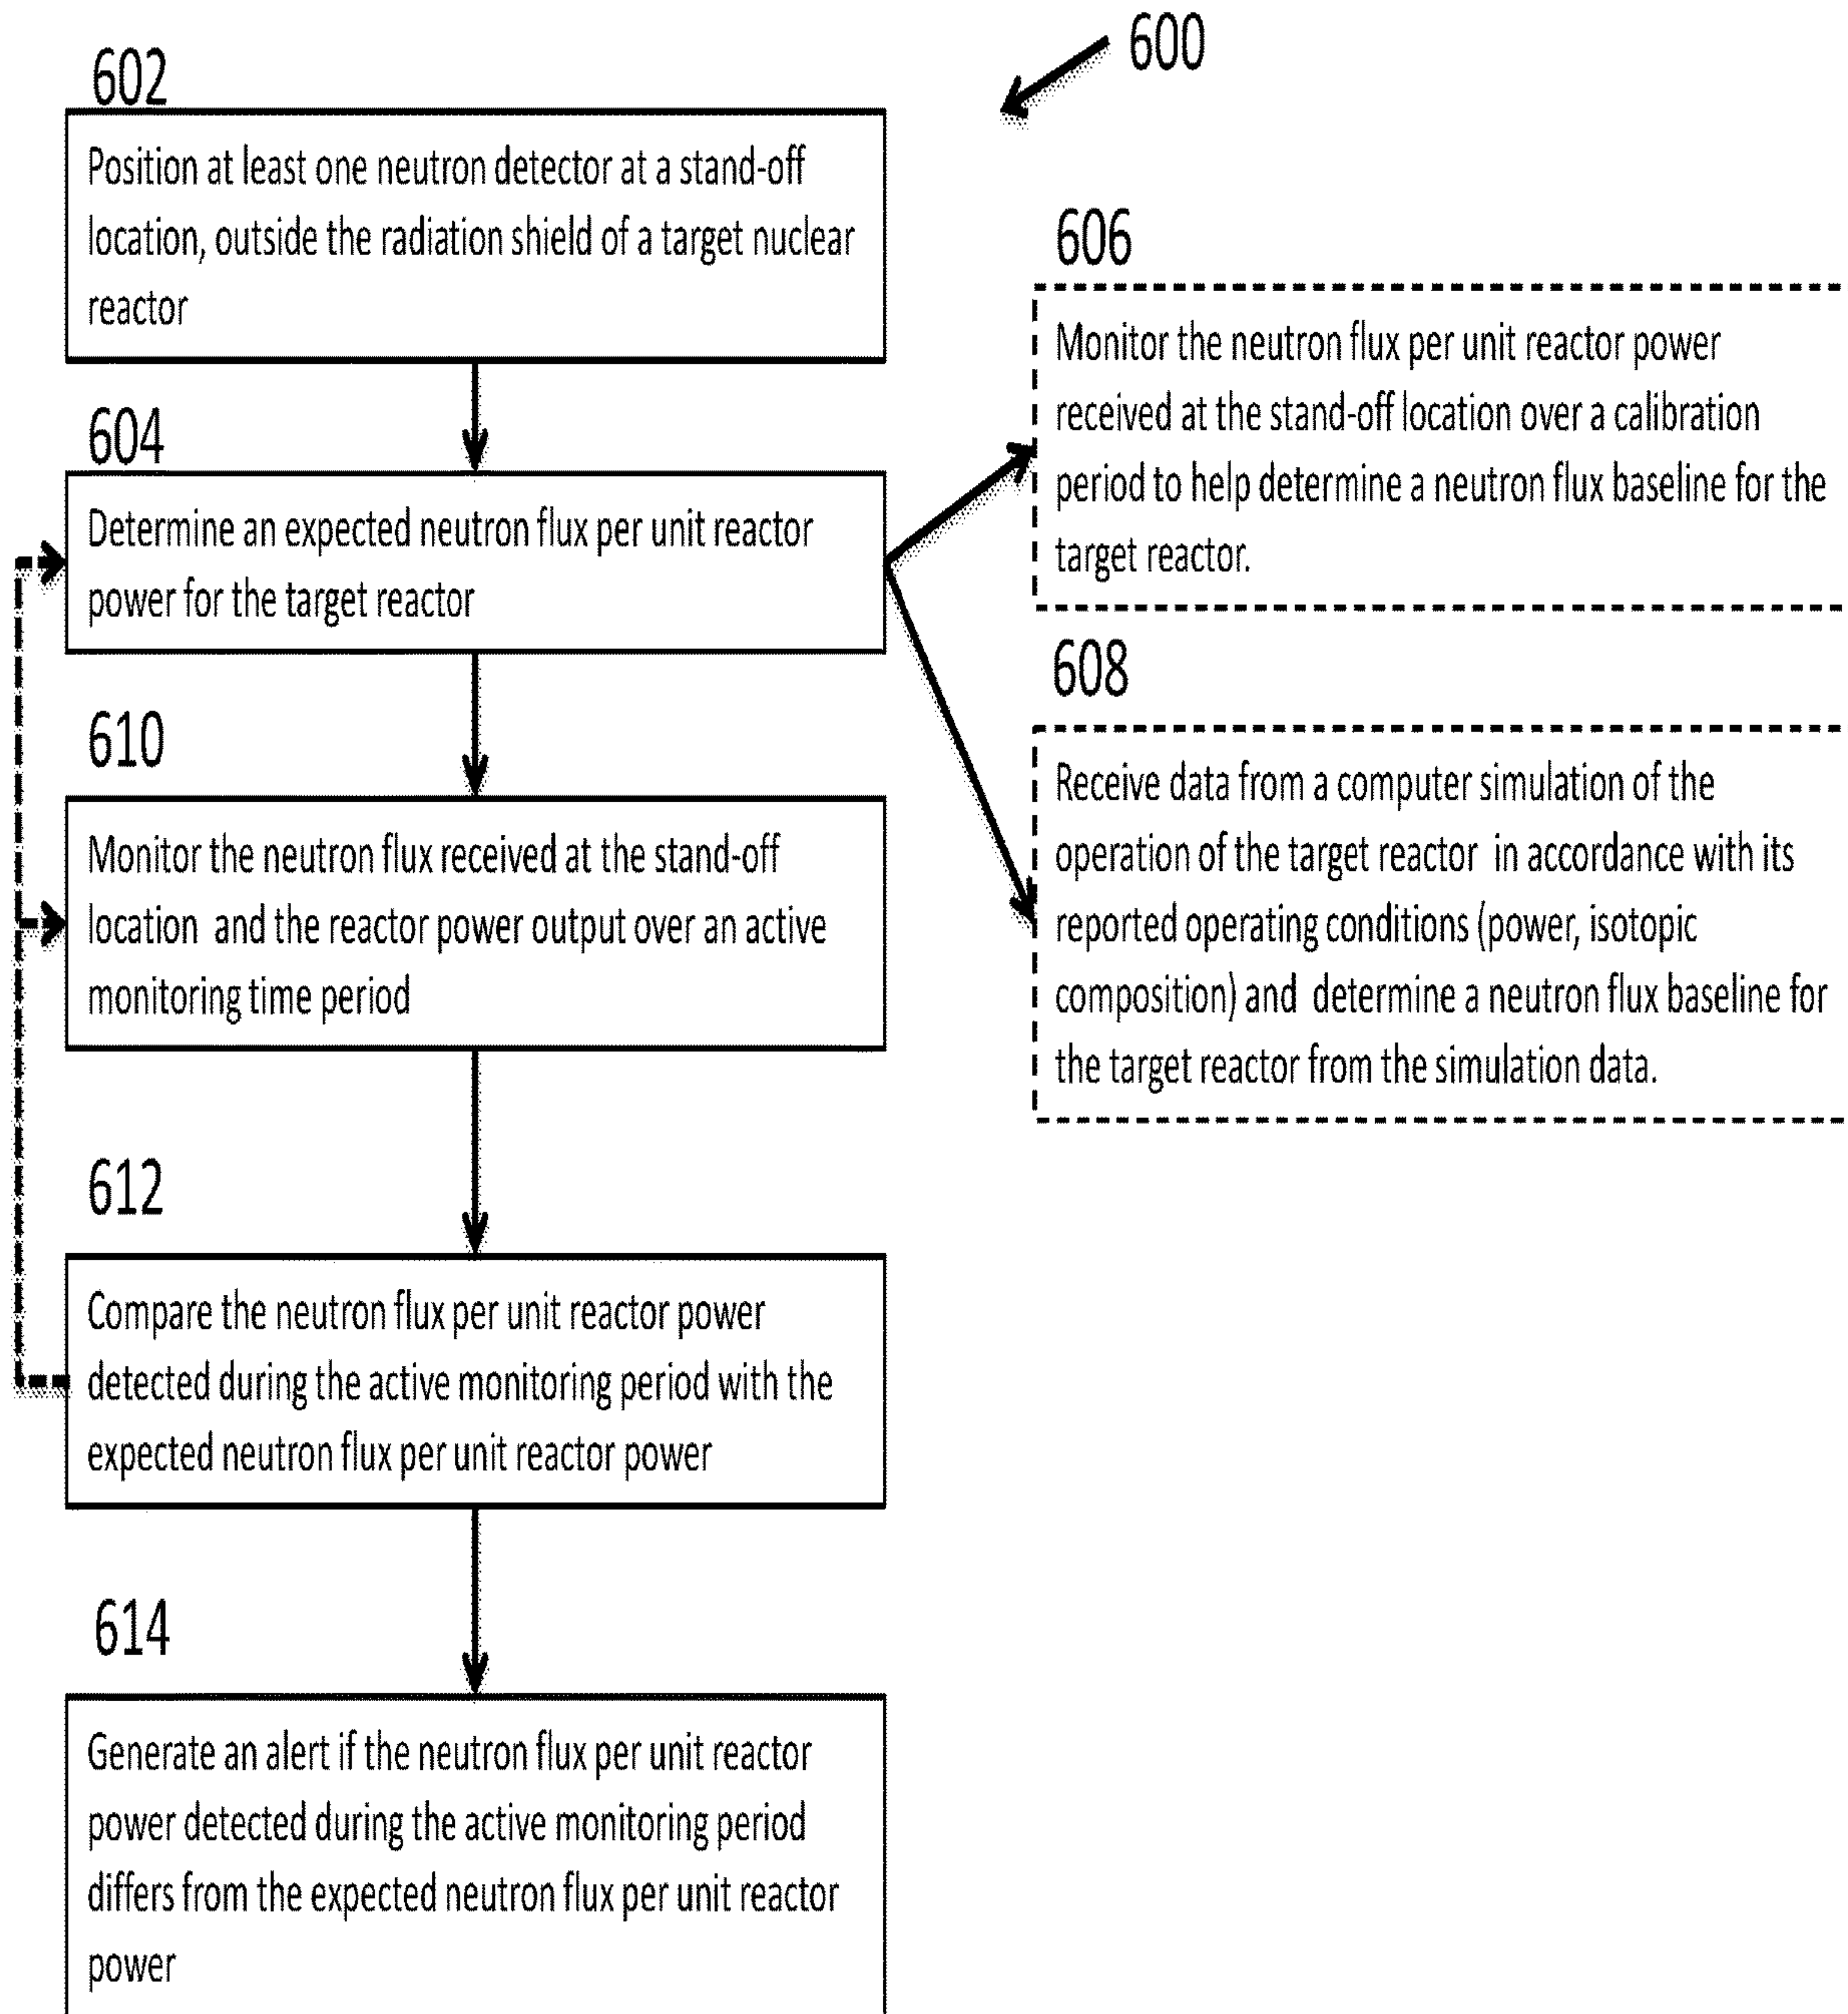 600
602
Position at least one neutron detector at a stand-off
location, outside the radiation shield of a target nuclear
reactor
604
Determine an expected neutron flux per unit reactor
power for the target reactor
606
Monitor the neutron flux per unit reactor power
received at the stand-off location over a calibration
period to help determine a neutron flux baseline for the
target reactor.
608
Receive data from a computer simulation of the
operation of the target reactor in accordance with its
reported operating conditions (power, isotopic
composition) and determine a neutron flux baseline for
the target reactor from the simulation data.
610
Monitor the neutron flux received at the stand-off
location and the reactor power output over an active
monitoring time period
612
Compare the neutron flux per unit reactor power
detected during the active monitoring period with the
expected neutron flux per unit reactor power
614
Generate an alert if the neutron flux per unit reactor
power detected during the active monitoring period
differs from the expected neutron flux per unit reactor
power